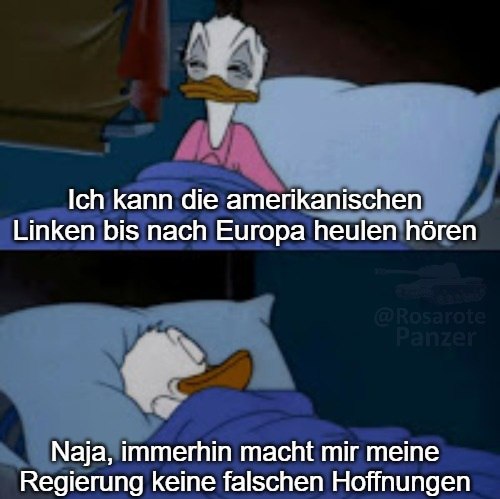 Ich kann die amerikanischen
Linken bis nach Europa heulen hören
@Rosarote
Panzer
Naja, immerhin macht mir meine
Regierung keine falschen Hoffnungen